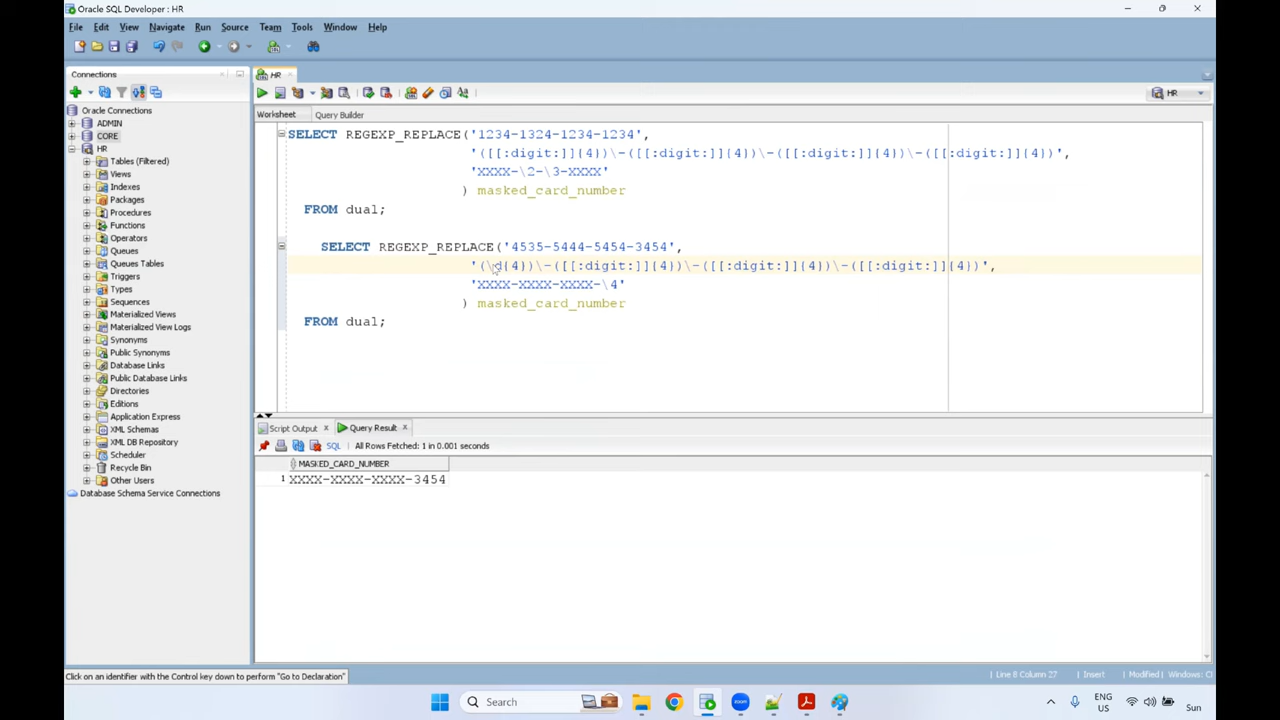 Oracle SQL Developer : HR
File Edit View Navigate Run Source Team Tools Window Help
Connections
HR
HR
Oracle Connections
Worksheet Query Builder
ADMIN
CORE
HR
Tables (Filtered)
Views
Indexes
Packages
Procedures
Functions
Operators
Queues
Queues Tables
Triggers
Types
Sequences
Materialized Views
Materialized View Logs
Synonyms
Public Synonyms
Database Links
Public Database Links
Directories
Editions
Application Express
XML Schemas
XML DB Repository
Scheduler
Recycle Bin
Other Users
Database Schema Service Connections
SELECT REGEXP_REPLACE('1234-1324-1234-1234',
'([[:digit:]]{4})\-([[:digit:]]{4})\-([[:digit:]]{4})\-([[:digit:]]{4})',
'XXXX-\2-\3-XXXX'
) masked_card_number
FROM dual;
SELECT REGEXP_REPLACE('4535-5444-5454-3454',
'(\d{4})\-([[:digit:]]{4})\-([[:digit:]]{4})\-([[:digit:]]{4})',
'XXXX-XXXX-XXXX-\4'
) masked_card_number
FROM dual;
Script Output Query Result
SQL All Rows Fetched: 1 in 0.001 seconds
MASKED_CARD_NUMBER
1 XXXX-XXXX-XXXX-3454
Click on an identifier with the Control key down to perform "Go to Declaration"
Line 8 Column 27 Insert Modified Windows: C
Search
zoom
ENG
US
Sun